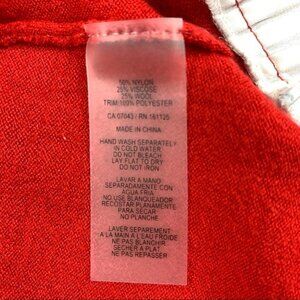 50% NYLON
25% VISCOSE
25% WOOL
TRIM:100% POLYESTER
CA 07043 / RN 161125
MADE IN CHINA
HAND WASH SEPARATELY
IN COLD WATER
DO NOT BLEACH
LAY FLAT TO DRY
DO NOT IRON
LAVAR A MANO
SEPARADAMENTE CON
AGUA FRIA
NO USE BLANQUEADOR
RECOSTAR PLANAMENTE
PARA SECAR
NO PLANCHE
LAVER SEPAREMENT
A LA MAIN A L'EAU FROIDE
NE PAS BLANCHIR
SECHER A PLAT
NE PAS REPASSER